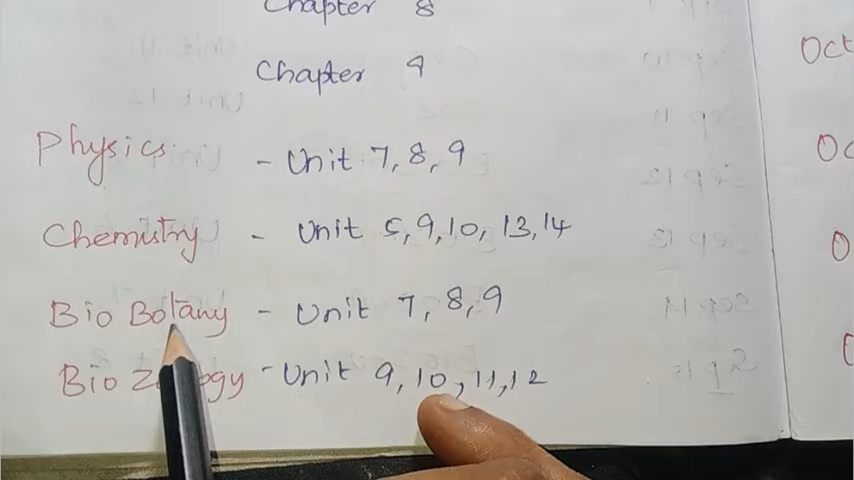 Chapter 8
Chapter 9
Physics - Unit 7, 8, 9
Chemistry - Unit 5, 9, 10, 13, 14
Bio Botany - Unit 7, 8, 9
Bio - Unit 9, 10, 11, 12
Oct
Oc
O